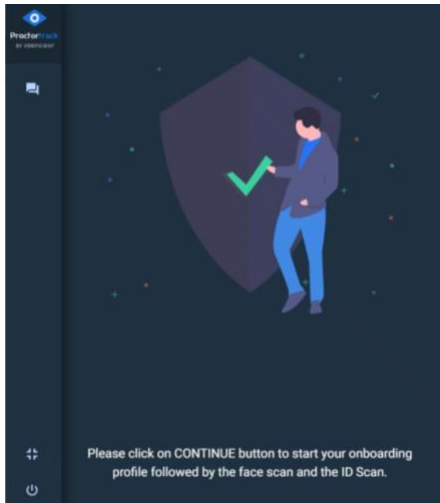 Proctortrack
BY VERIFICIENT
Please click on CONTINUE button to start your onboarding
profile followed by the face scan and the ID Scan.